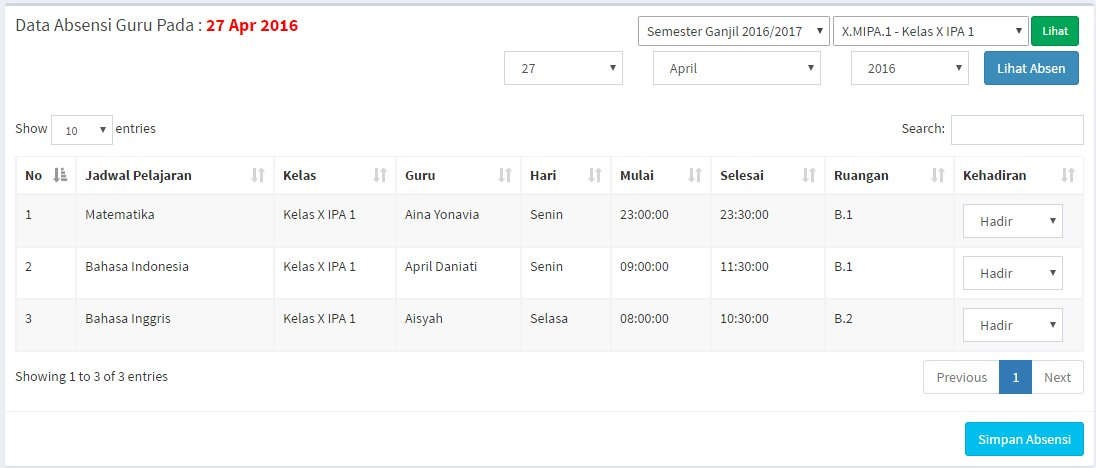 Data Absensi Guru Pada : 27 Apr 2016
Semester Ganjil 2016/2017 X.MIPA.1 - Kelas X IPA 1 Lihat
27 April 2016 Lihat Absen
Show 10 entries Search:
No Jadwal Pelajaran Kelas Guru Hari Mulai Selesai Ruangan Kehadiran
1 Matematika Kelas X IPA 1 Aina Yonavia Senin 23:00:00 23:30:00 B.1 Hadir
2 Bahasa Indonesia Kelas X IPA 1 April Daniati Senin 09:00:00 11:30:00 B.1 Hadir
3 Bahasa Inggris Kelas X IPA 1 Aisyah Selasa 08:00:00 10:30:00 B.2 Hadir
Showing 1 to 3 of 3 entries Previous 1 Next
Simpan Absensi